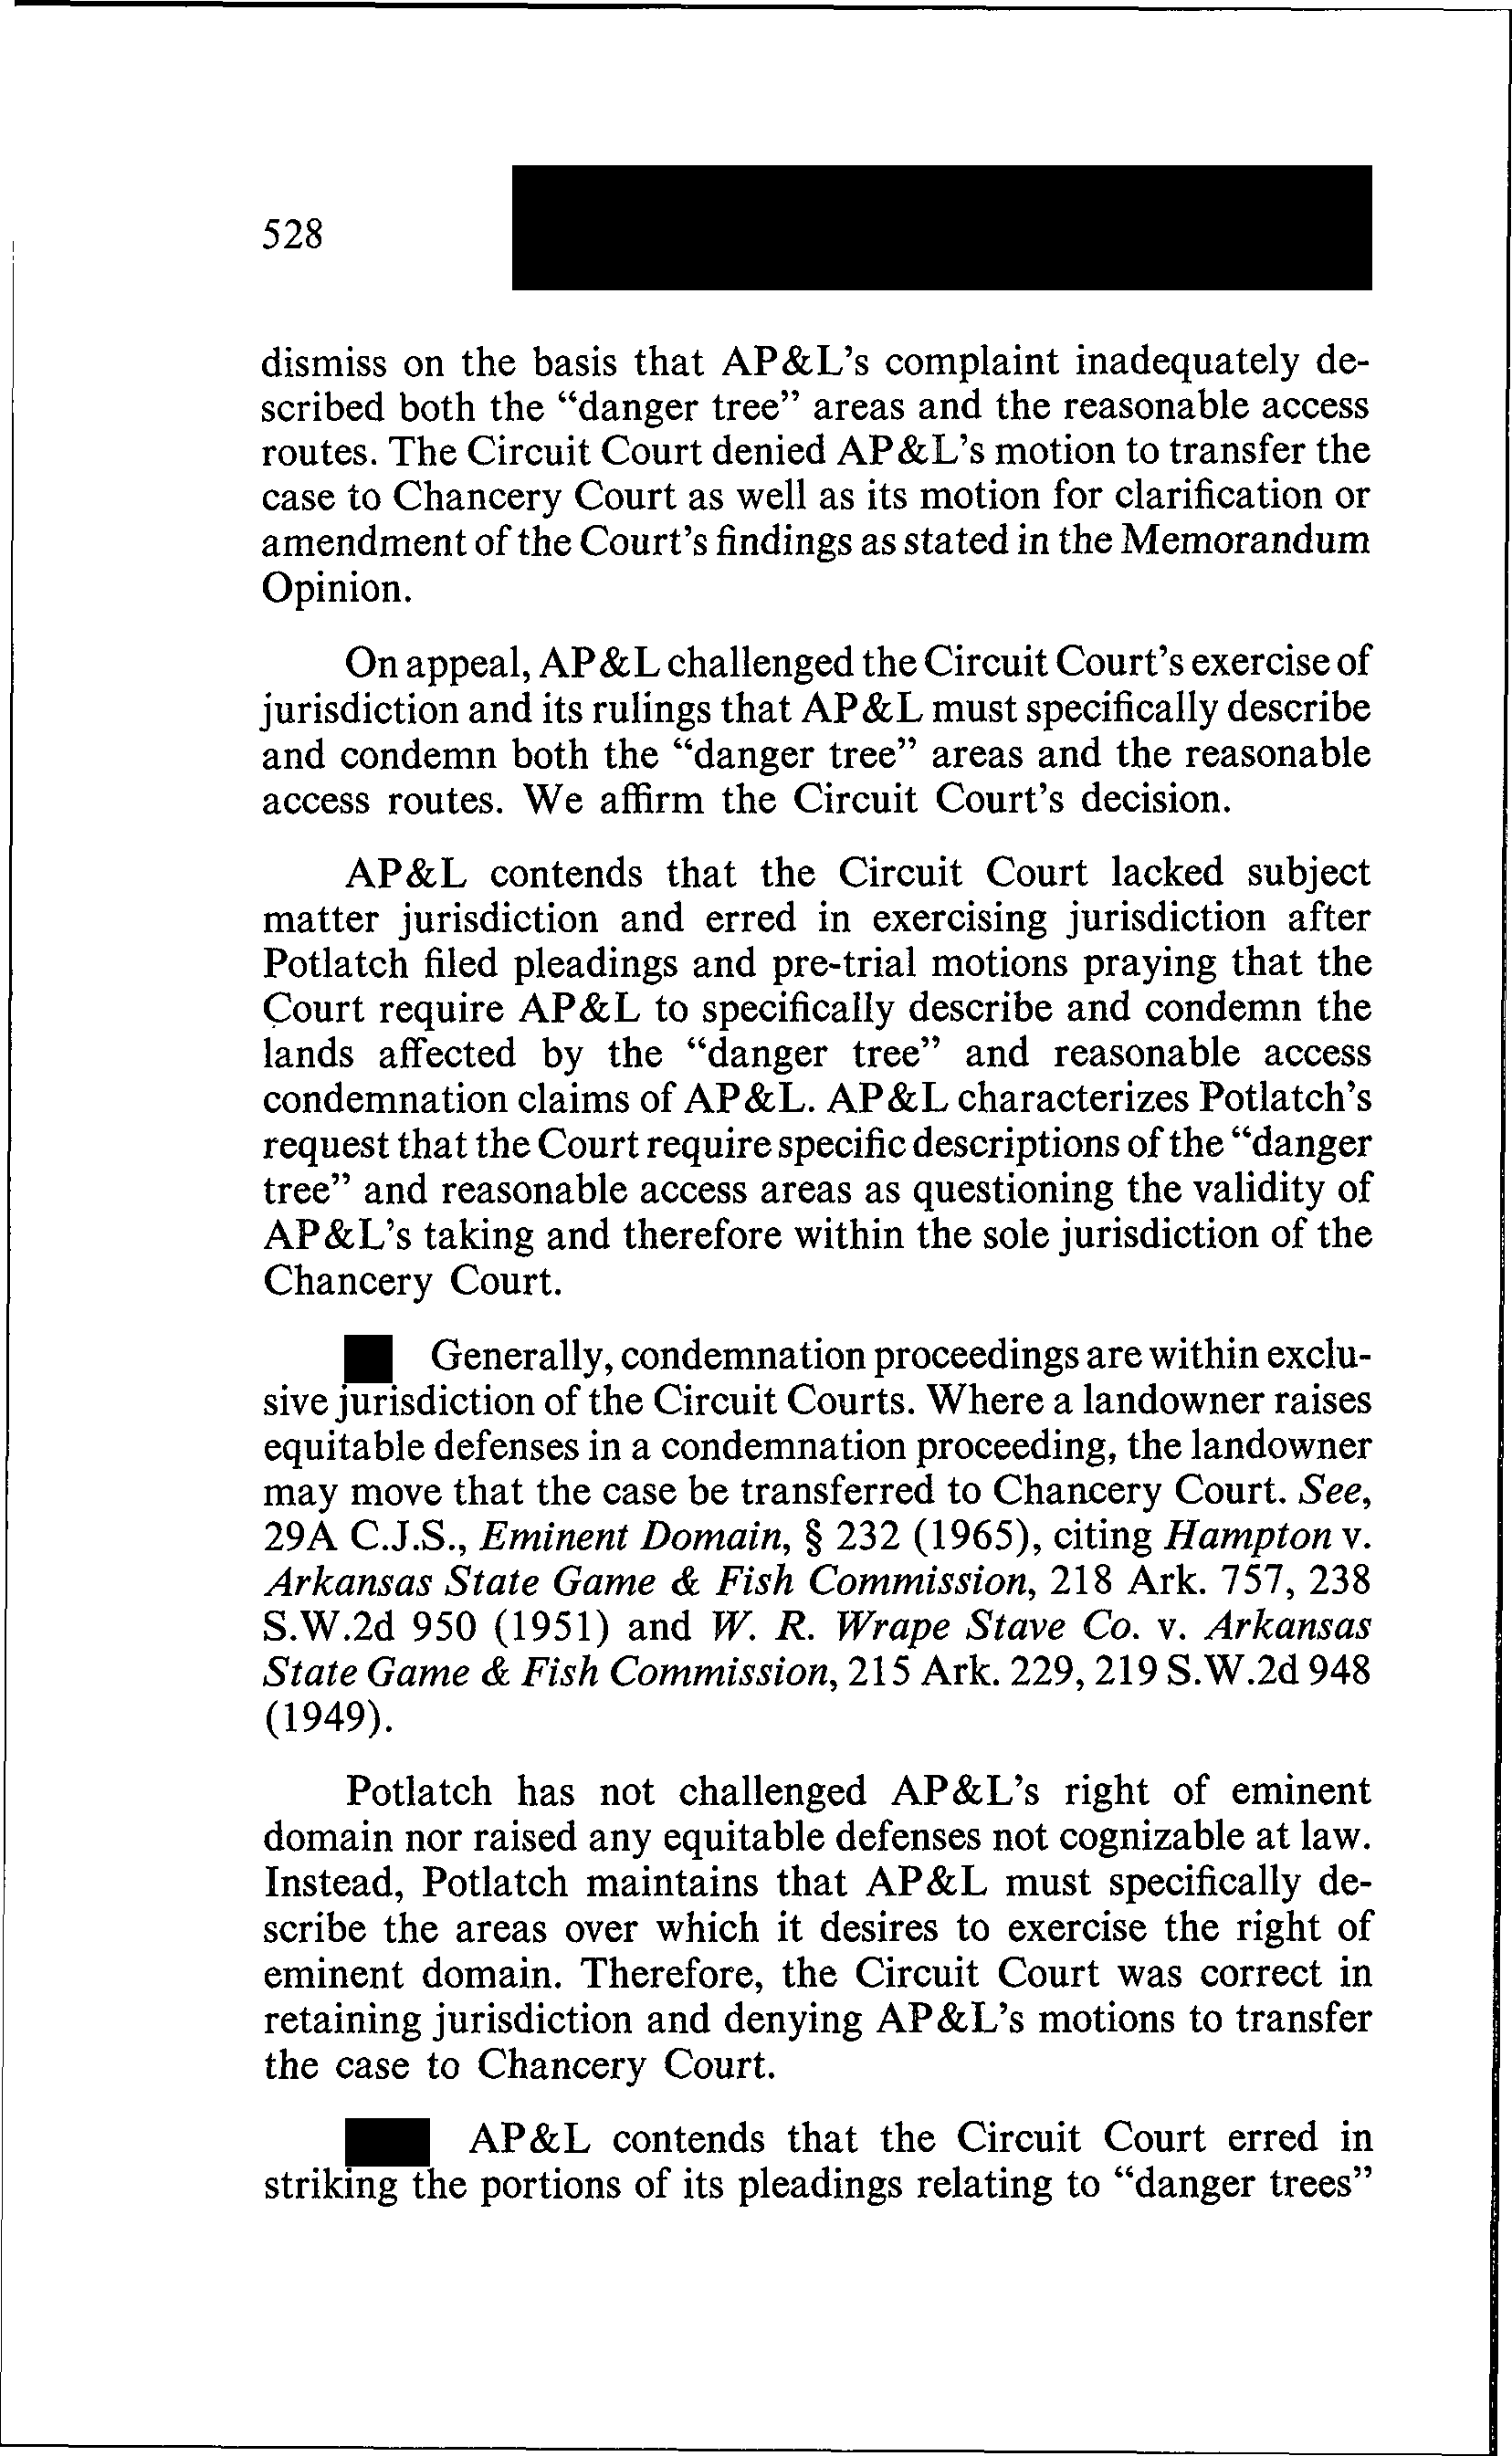 528
dismiss on the basis that AP&L's complaint inadequately de-
scribed both the “danger tree” areas and the reasonable access
routes. The Circuit Court denied AP&L's motion to transfer the
case to Chancery Court as well as its motion for clarification or
amendment of the Court's findings as stated in the Memorandum
Opinion.
On appeal, AP&L challenged the Circuit Court's exercise of
jurisdiction and its rulings that AP&L must specifically describe
and condemn both the “danger tree” areas and the reasonable
access routes. We affirm the Circuit Court's decision.
AP&L contends that the Circuit Court lacked subject
matter jurisdiction and erred in exercising jurisdiction after
Potlatch filed pleadings and pre-trial motions praying that the
Court require AP&L to specifically describe and condemn the
lands affected by the “danger tree” and reasonable access
condemnation claims of AP&L. AP&L characterizes Potlatch's
request that the Court require specific descriptions of the “danger
tree” and reasonable access areas as questioning the validity of
AP&L's taking and therefore within the sole jurisdiction of the
Chancery Court.
Generally, condemnation proceedings are within exclu-
sive jurisdiction of the Circuit Courts. Where a landowner raises
equitable defenses in a condemnation proceeding, the landowner
may move that the case be transferred to Chancery Court. See,
29A C.J.S., Eminent Domain, § 232 (1965), citing Hampton v.
Arkansas State Game & Fish Commission, 218 Ark. 757, 238
S.W.2d 950 (1951) and W. R. Wrape Stave Co. v. Arkansas
State Game & Fish Commission, 215 Ark. 229, 219 S.W.2d 948
(1949).
Potlatch has not challenged AP&L's right of eminent
domain nor raised any equitable defenses not cognizable at law.
Instead, Potlatch maintains that AP&L must specifically de-
scribe the areas over which it desires to exercise the right of
eminent domain. Therefore, the Circuit Court was correct in
retaining jurisdiction and denying AP&L's motions to transfer
the case to Chancery Court.
AP&L contends that the Circuit Court erred in
striking the portions of its pleadings relating to “danger trees”